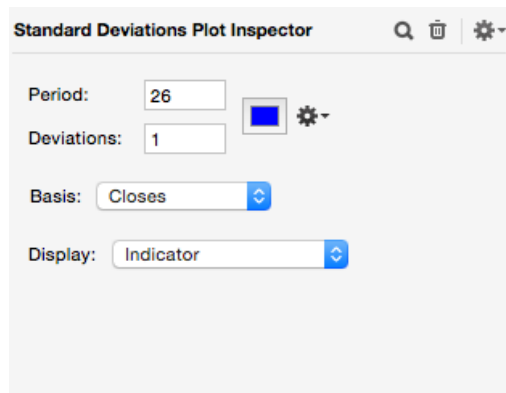 Standard Deviations Plot Inspector
Period: 26
Deviations: 1
Basis: Closes
Display: Indicator